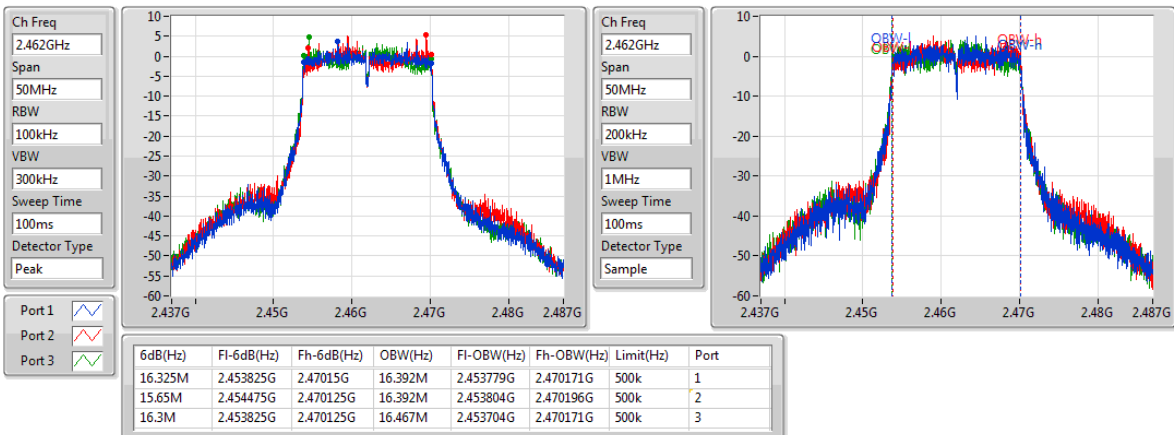 Ch Freq
2.462GHz
Span
50MHz
RBW
100kHz
VBW
300kHz
Sweep Time
100ms
Detector Type
Peak
10
5
0
-5
-10
-15
-20
-25
-30
-35
-40
-45
-50
-55
-60
2.437G 2.45G 2.46G 2.47G 2.48G 2.487G
Ch Freq
2.462GHz
Span
50MHz
RBW
200kHz
VBW
1MHz
Sweep Time
100ms
Detector Type
Sample
10
0
-10
-20
-30
-40
-50
-60
OBW-l
OBW-h
OBW-h
2.437G 2.45G 2.46G 2.47G 2.48G 2.487G
Port 1
Port 2
Port 3
6dB(Hz) Fl-6dB(Hz) Fh-6dB(Hz) OBW(Hz) Fl-OBW(Hz) Fh-OBW(Hz) Limit(Hz) Port
16.325M 2.453825G 2.47015G 16.392M 2.453779G 2.470171G 500k 1
15.65M 2.454475G 2.470125G 16.392M 2.453804G 2.470196G 500k 2
16.3M 2.453825G 2.470125G 16.467M 2.453704G 2.470171G 500k 3